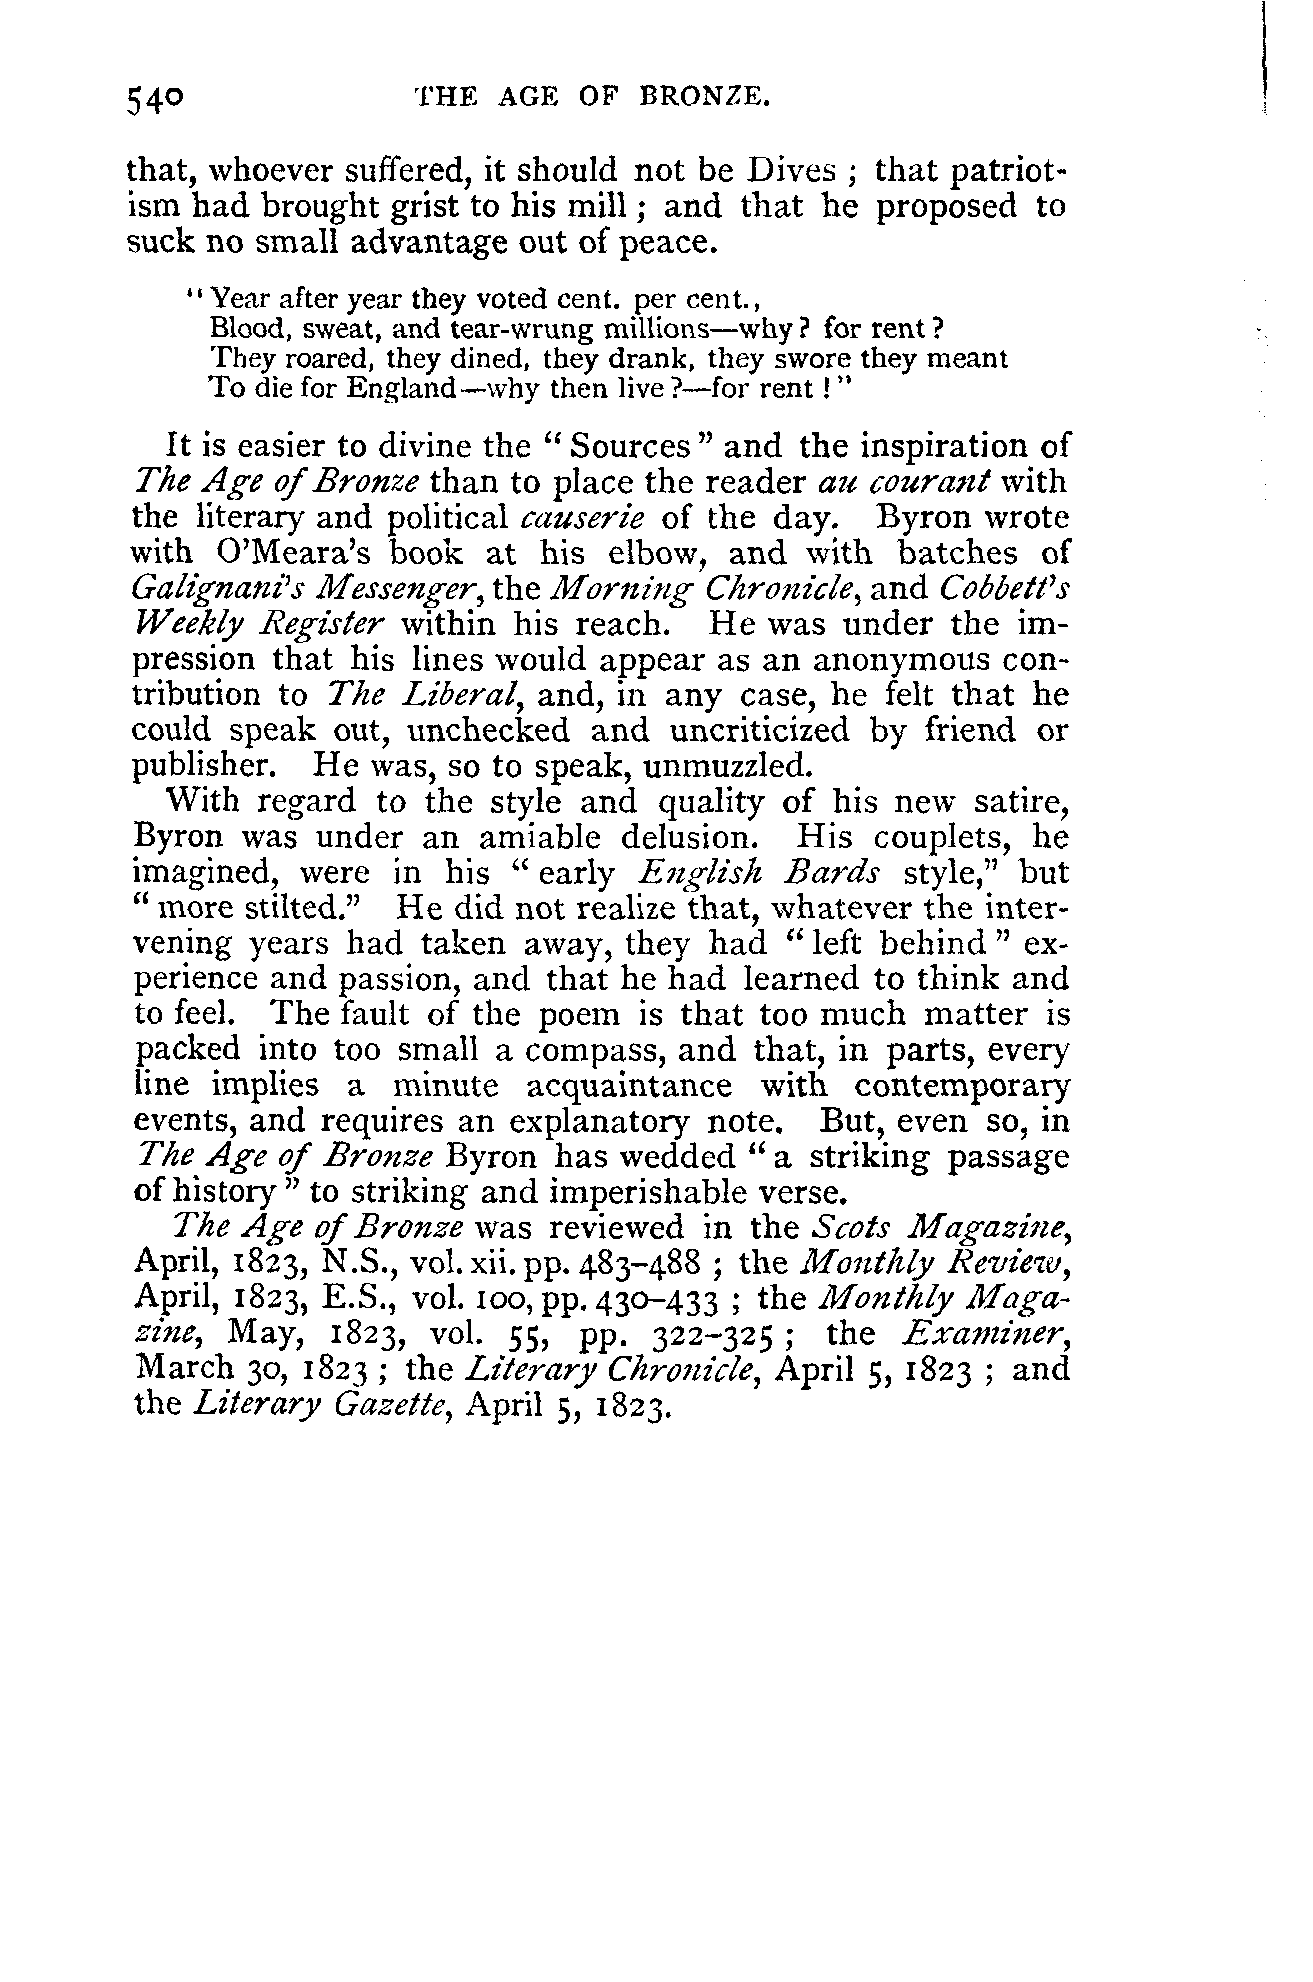 540 THE AGE OF BRONZE.
that, whoever suffered, it should not be Dives ; that patriot-
ism had brought grist to his mill ; and that he proposed to
suck no small advantage out of peace.
“Year after year they voted cent. per cent.,
Blood, sweat, and tear-wrung millions—why? for rent?
They roared, they dined, they drank, they swore they meant
To die for England—why then live?—for rent!”
It is easier to divine the “Sources” and the inspiration of
The Age of Bronze than to place the reader au courant with
the literary and political causerie of the day. Byron wrote
with O’Meara’s book at his elbow, and with batches of
Galignani’s Messenger, the Morning Chronicle, and Cobbett’s
Weekly Register within his reach. He was under the im-
pression that his lines would appear as an anonymous con-
tribution to The Liberal, and, in any case, he felt that he
could speak out, unchecked and uncriticized by friend or
publisher. He was, so to speak, unmuzzled.
With regard to the style and quality of his new satire,
Byron was under an amiable delusion. His couplets, he
imagined, were in his “early English Bards style,” but
“more stilted.” He did not realize that, whatever the inter-
vening years had taken away, they had “left behind” ex-
perience and passion, and that he had learned to think and
to feel. The fault of the poem is that too much matter is
packed into too small a compass, and that, in parts, every
line implies a minute acquaintance with contemporary
events, and requires an explanatory note. But, even so, in
The Age of Bronze Byron has wedded “a striking passage
of history” to striking and imperishable verse.
The Age of Bronze was reviewed in the Scots Magazine,
April, 1823, N.S., vol. xii. pp. 483–488 ; the Monthly Review,
April, 1823, E.S., vol. 100, pp. 430–433 ; the Monthly Maga-
zine, May, 1823, vol. 55, pp. 322–325 ; the Examiner,
March 30, 1823 ; the Literary Chronicle, April 5, 1823 ; and
the Literary Gazette, April 5, 1823.